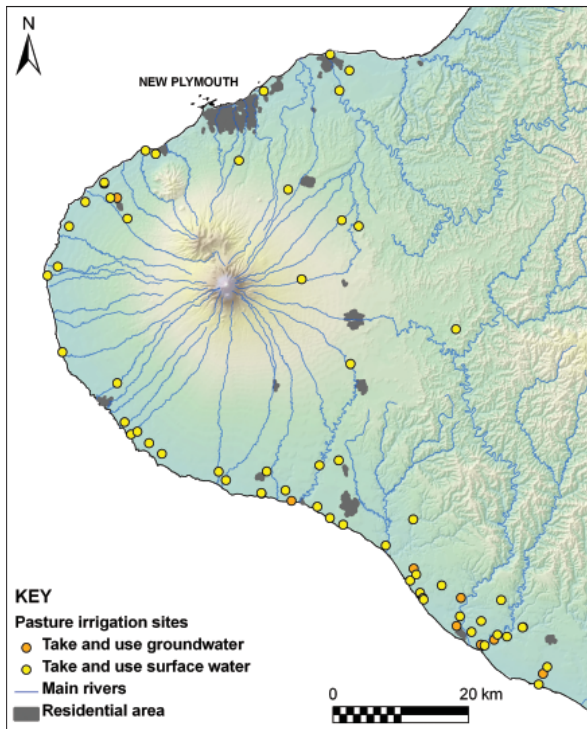 N
NEW PLYMOUTH
KEY
Pasture irrigation sites
Take and use groundwater
Take and use surface water
Main rivers
Residential area
0 20 km